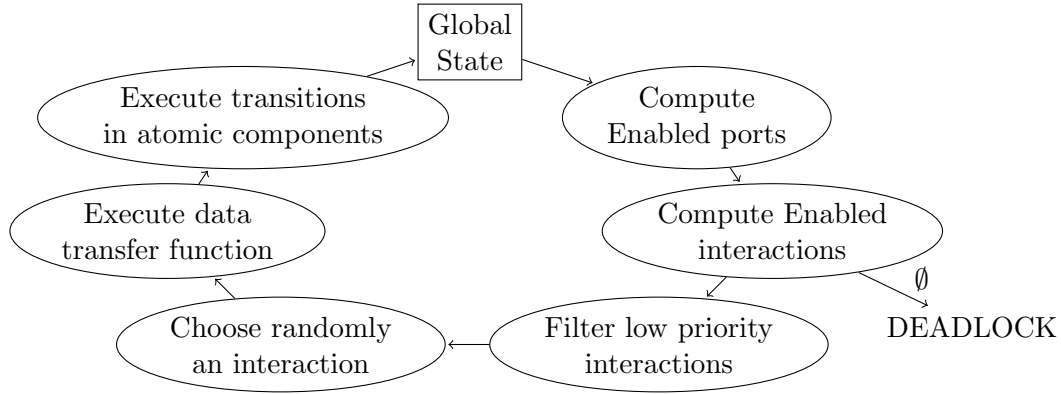 Global
State
Execute transitions
in atomic components
Compute
Enabled ports
Execute data
transfer function
Compute Enabled
interactions
∅
DEADLOCK
Choose randomly
an interaction
Filter low priority
interactions